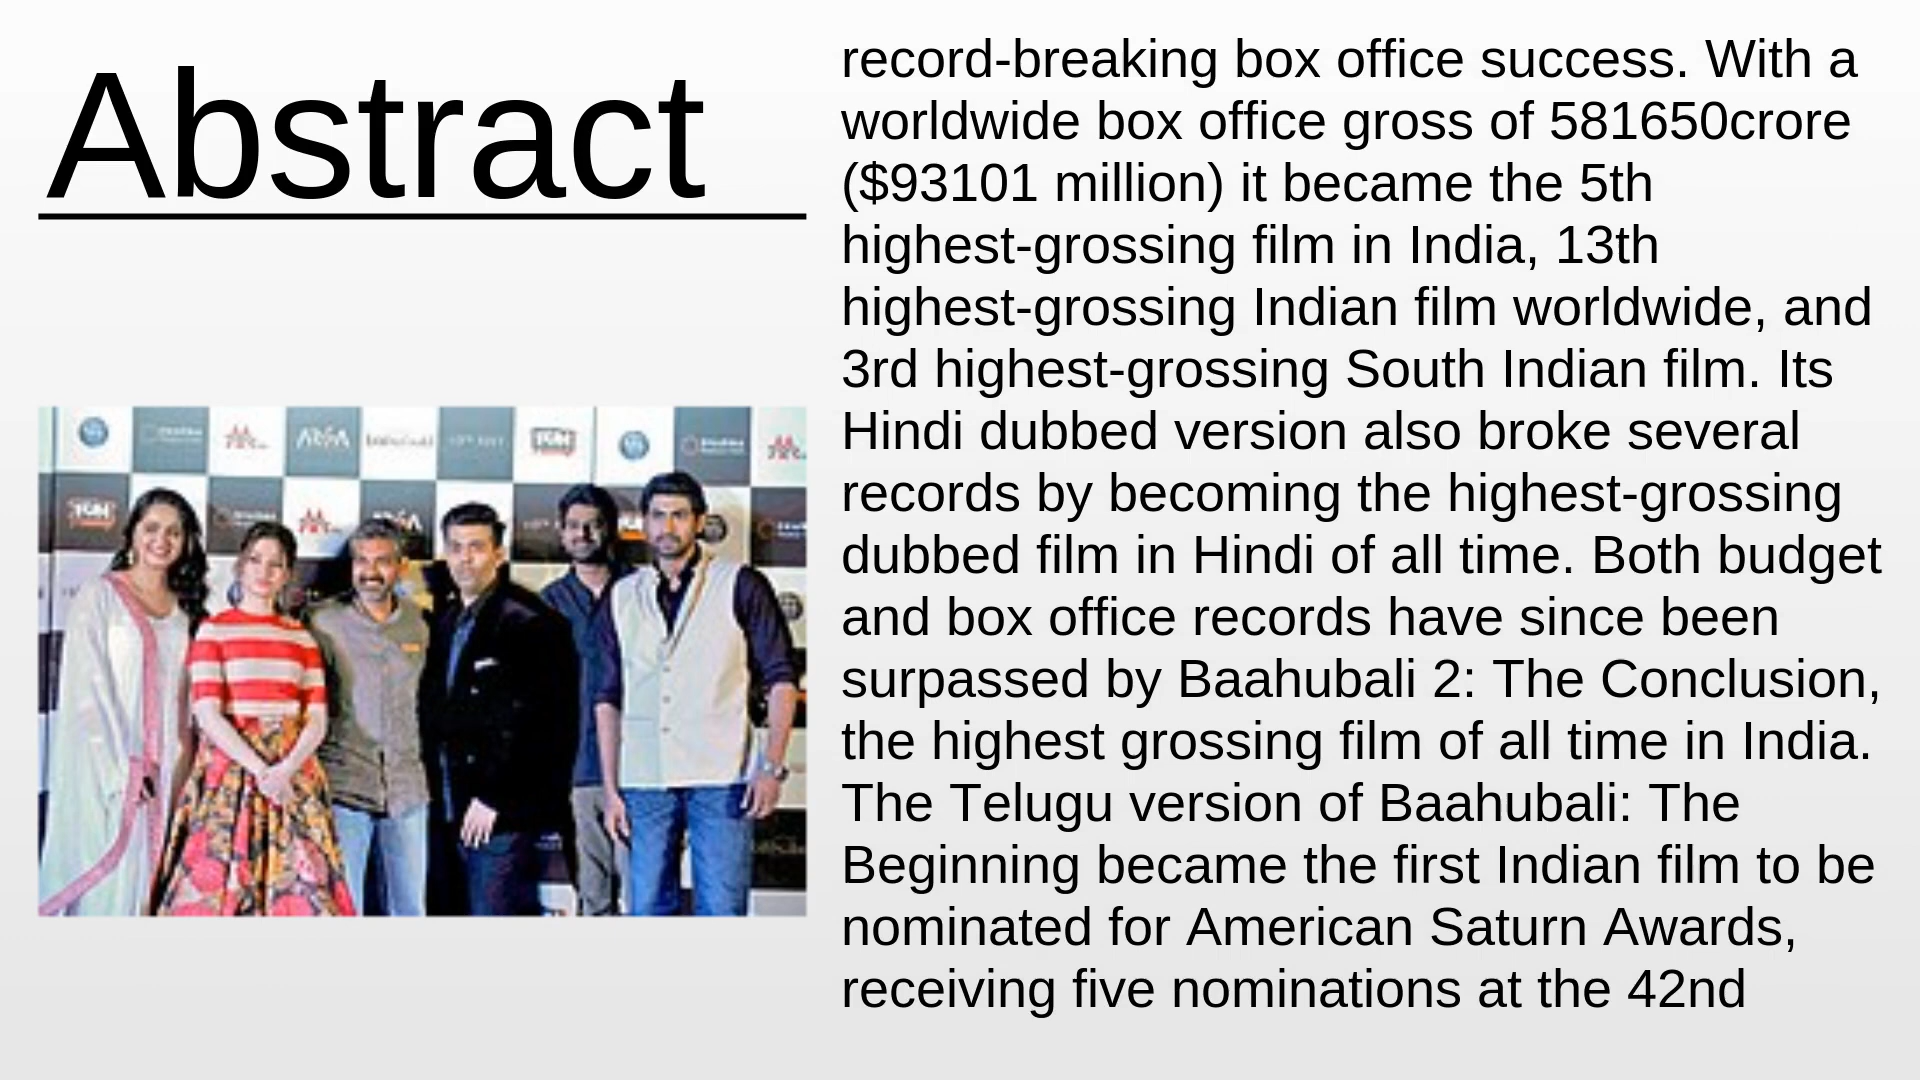 Abstract
record-breaking box office success. With a
worldwide box office gross of 581650crore
($93101 million) it became the 5th
highest-grossing film in India, 13th
highest-grossing Indian film worldwide, and
3rd highest-grossing South Indian film. Its
Hindi dubbed version also broke several
records by becoming the highest-grossing
dubbed film in Hindi of all time. Both budget
and box office records have since been
surpassed by Baahubali 2: The Conclusion,
the highest grossing film of all time in India.
The Telugu version of Baahubali: The
Beginning became the first Indian film to be
nominated for American Saturn Awards,
receiving five nominations at the 42nd